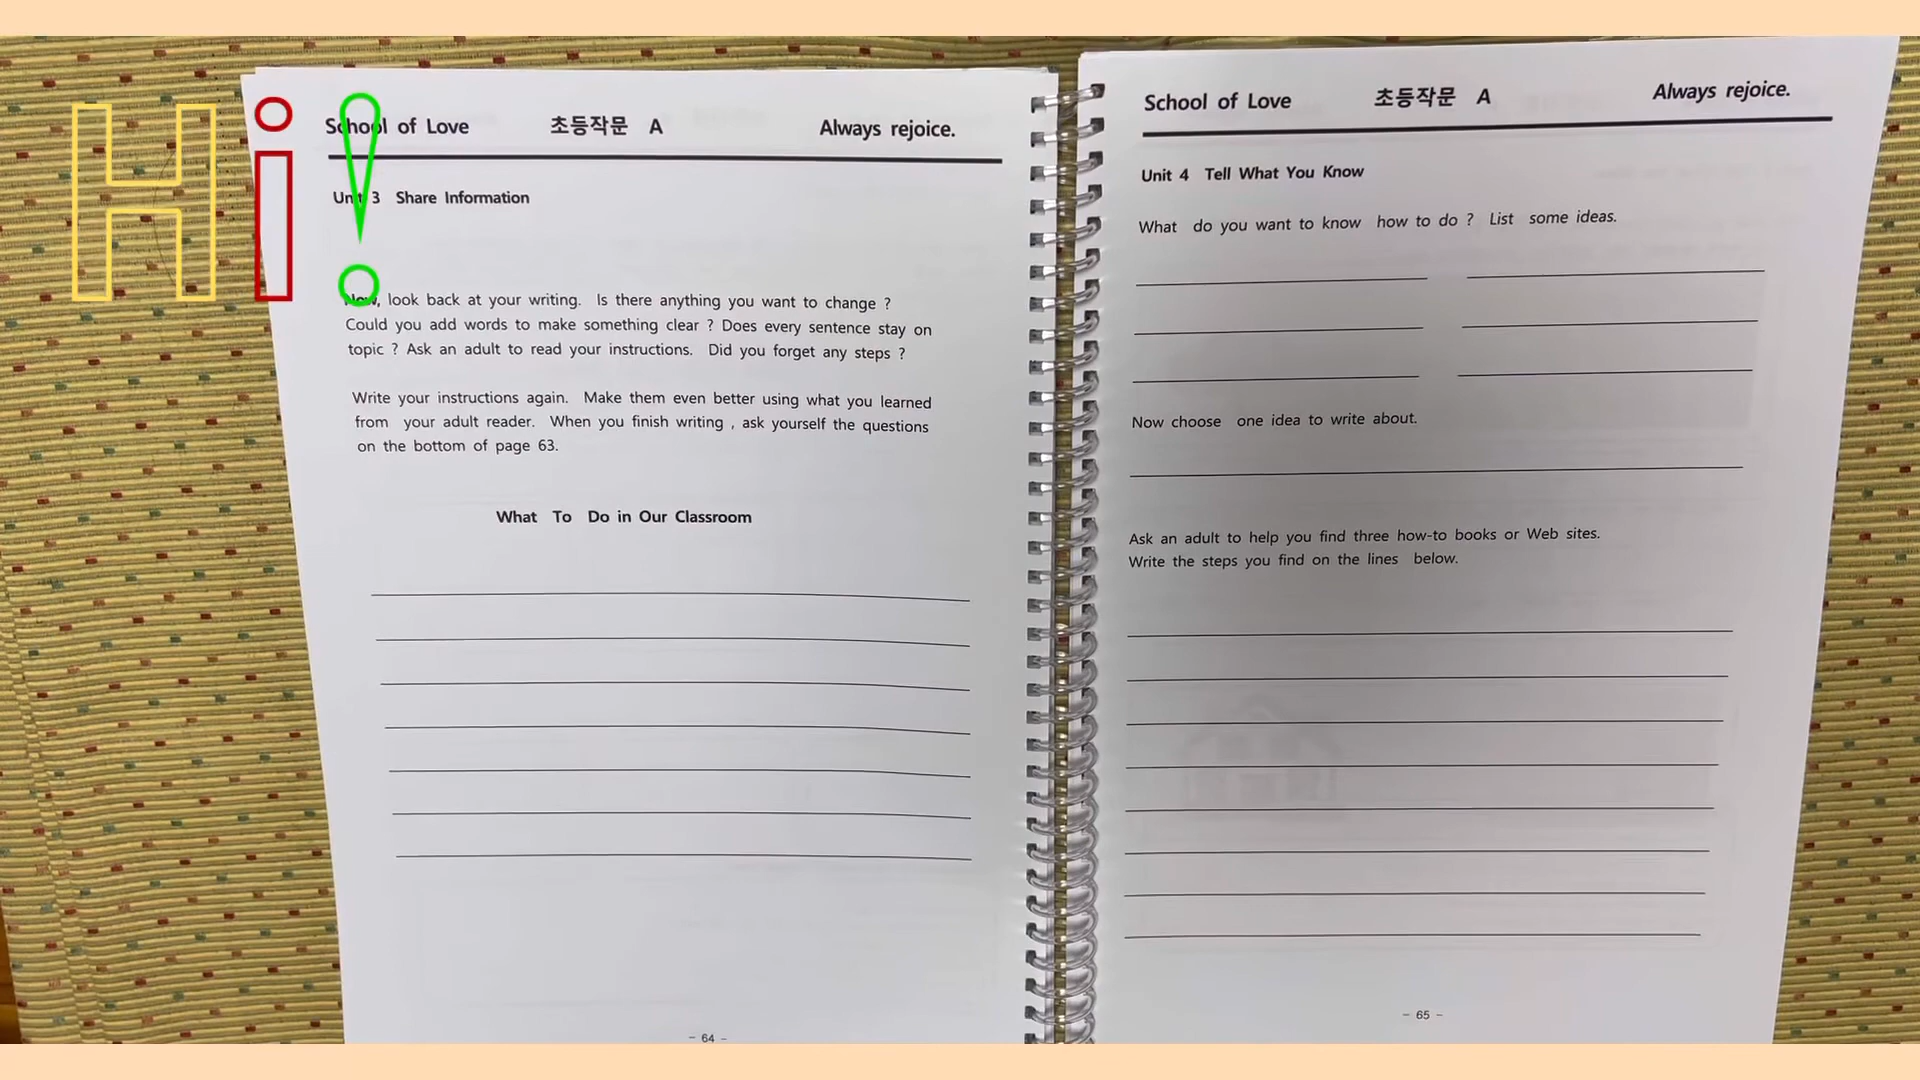 Hi!
School of Love 초등작문 A Always rejoice.
Unit 3 Share Information
Now, look back at your writing. Is there anything you want to change ?
Could you add words to make something clear ? Does every sentence stay on
topic ? Ask an adult to read your instructions. Did you forget any steps ?
Write your instructions again. Make them even better using what you learned
from your adult reader. When you finish writing , ask yourself the questions
on the bottom of page 63.
What To Do in Our Classroom
- 64 -
School of Love 초등작문 A Always rejoice.
Unit 4 Tell What You Know
What do you want to know how to do ? List some ideas.
Now choose one idea to write about.
Ask an adult to help you find three how-to books or Web sites.
Write the steps you find on the lines below.
- 65 -